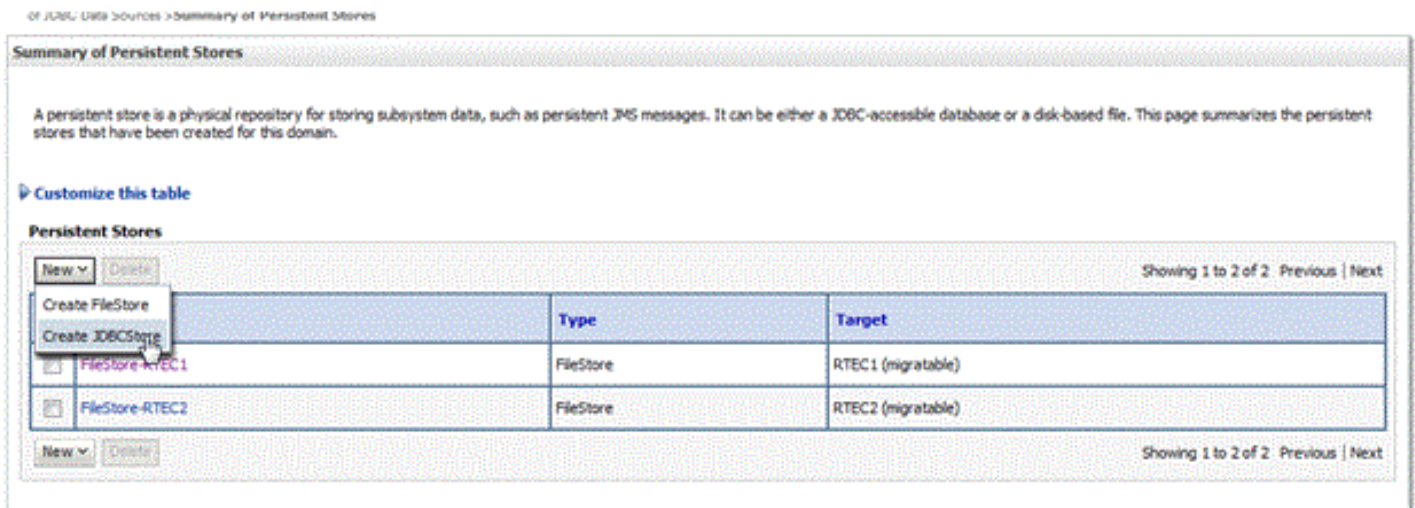 of JDBC Data Sources >Summary of Persistent Stores
Summary of Persistent Stores
A persistent store is a physical repository for storing subsystem data, such as persistent JMS messages. It can be either a JDBC-accessible database or a disk-based file. This page summarizes the persistent
stores that have been created for this domain.
Customize this table
Persistent Stores
New Delete Showing 1 to 2 of 2 Previous | Next
Create FileStore
Create JDBCStore
Type Target
FileStore-RTEC1 FileStore RTEC1 (migratable)
FileStore-RTEC2 FileStore RTEC2 (migratable)
New Delete Showing 1 to 2 of 2 Previous | Next